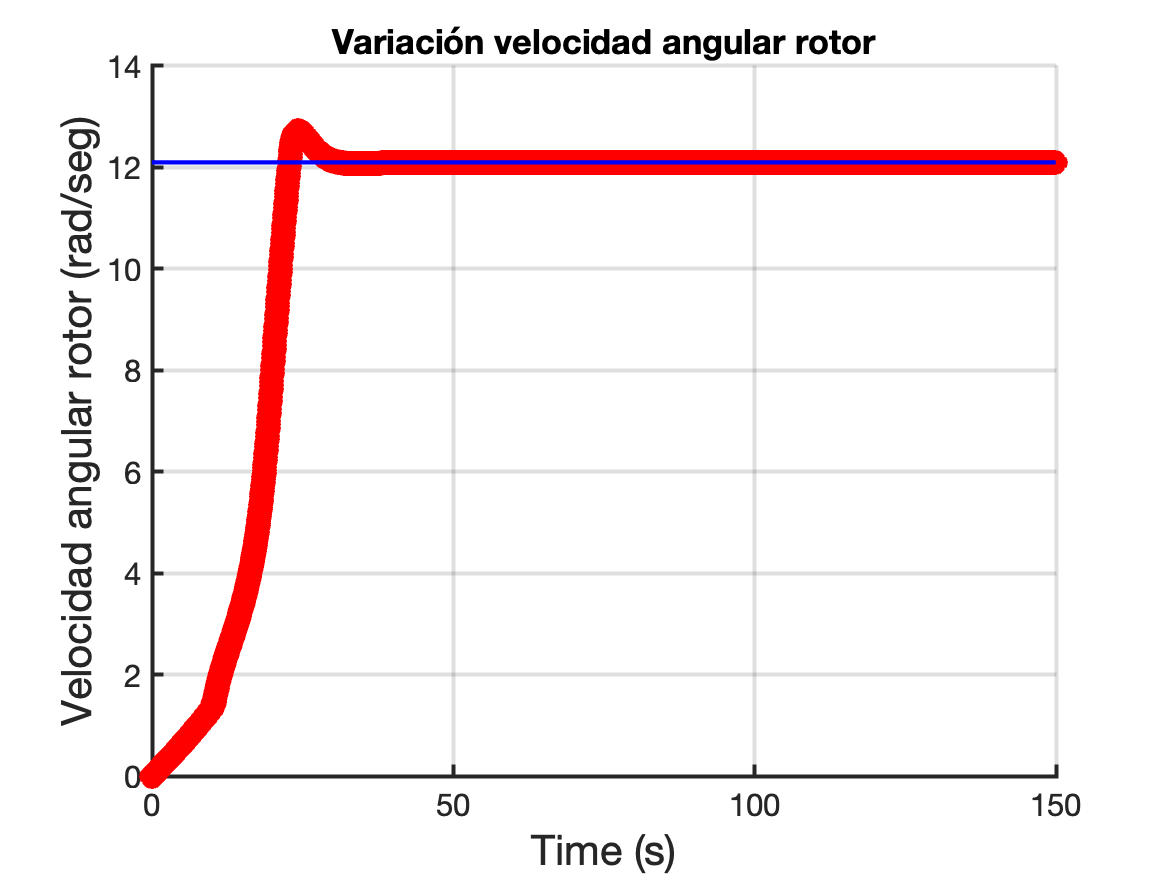 Variación velocidad angular rotor
Velocidad angular rotor (rad/seg)
14
12
10
8
6
4
2
0
0 50 100 150
Time (s)